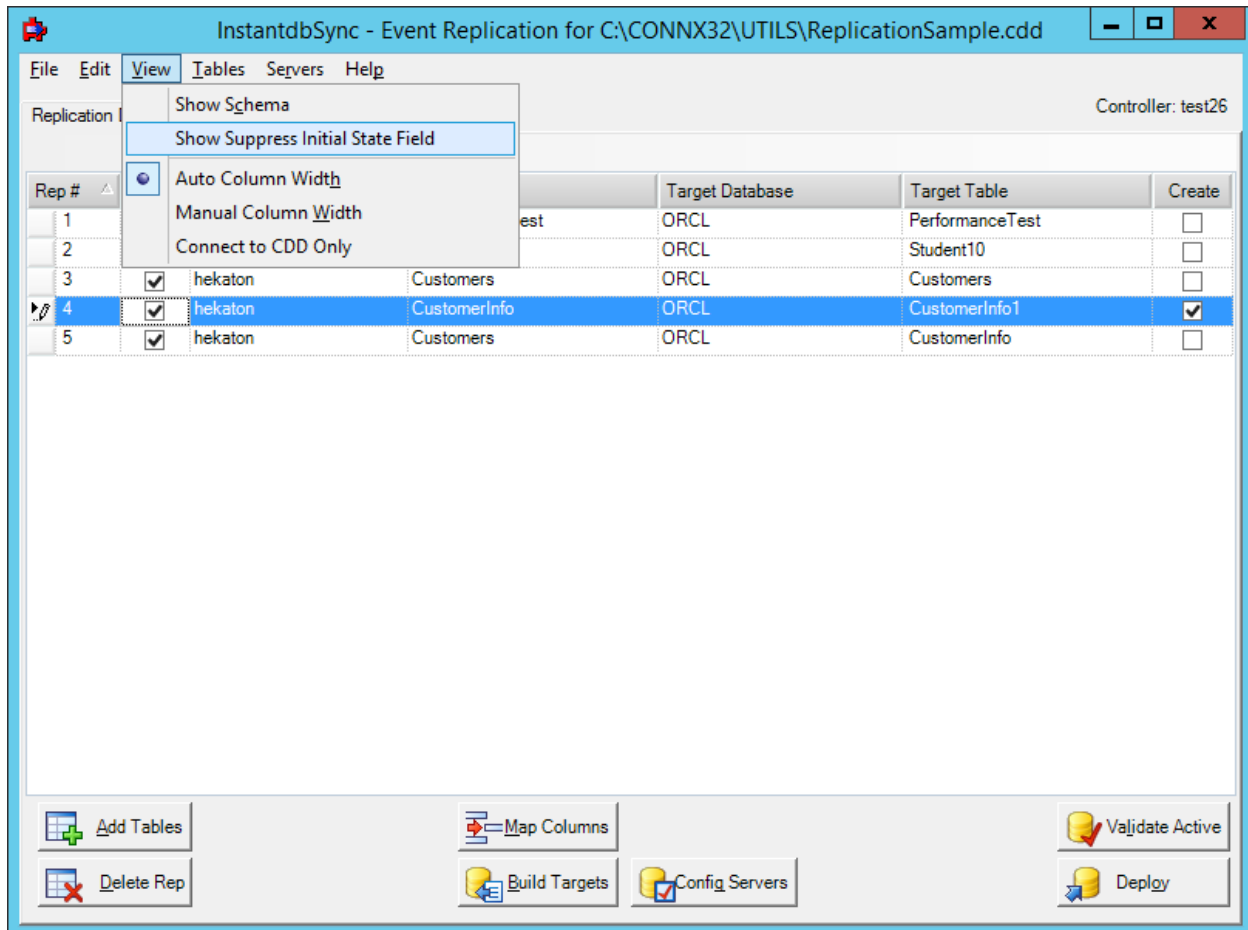 InstantdbSync - Event Replication for C:\CONNX32\UTILS\ReplicationSample.cdd
File Edit View Tables Servers Help
Replication
Controller: test26
Show Schema
Show Suppress Initial State Field
Auto Column Width
Manual Column Width
Connect to CDD Only
Rep # Target Database Target Table Create
1 est ORCL PerformanceTest
2 ORCL Student10
3 hekaton Customers ORCL Customers
4 hekaton CustomerInfo ORCL CustomerInfo1
5 hekaton Customers ORCL CustomerInfo
Add Tables Map Columns Validate Active
Delete Rep Build Targets Config Servers Deploy